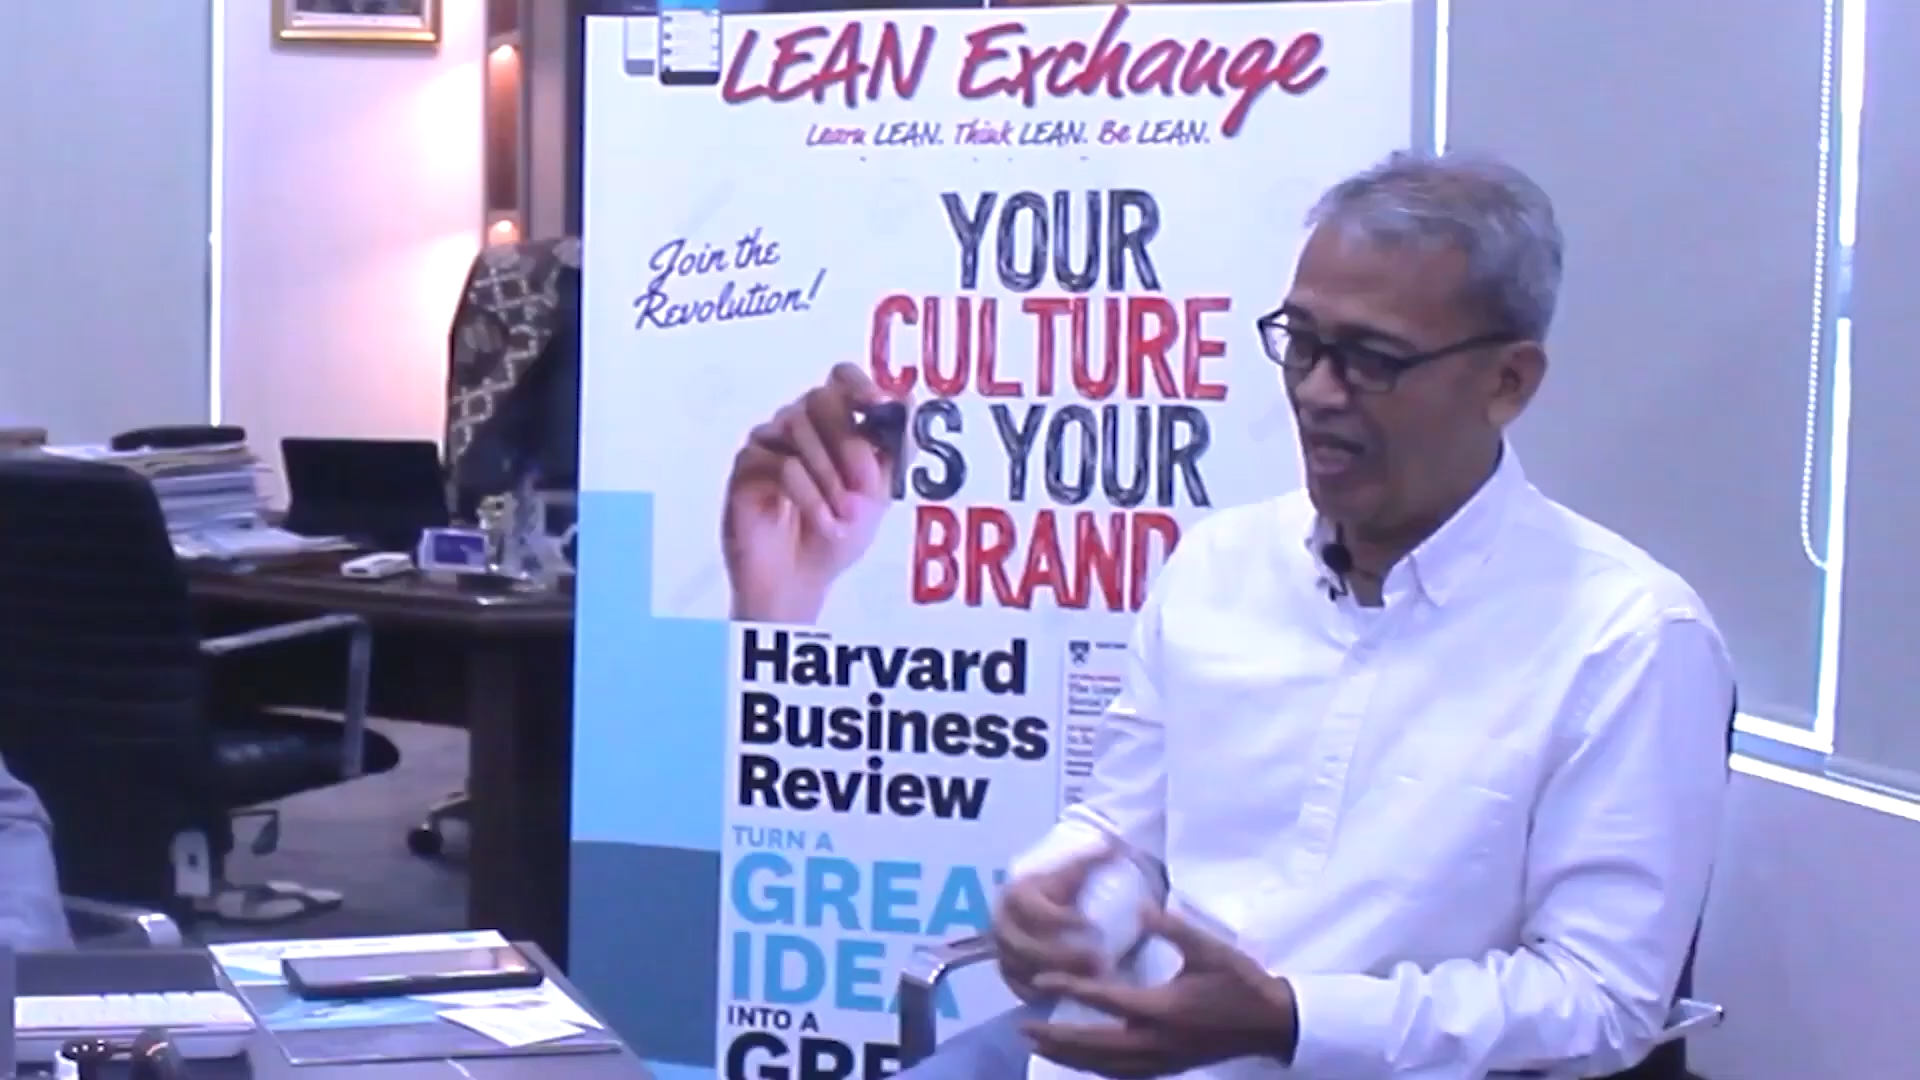 LEAN Exchange
Learn LEAN. Think LEAN. Be LEAN.
Join the
Revolution!
YOUR
CULTURE
IS YOUR
BRAND
Harvard
Business
Review
TURN A
GREA
IDEA
INTO A
GRE